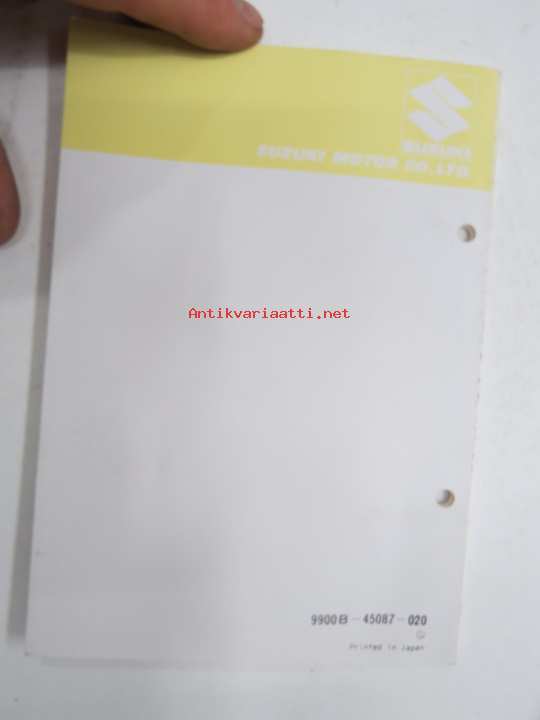 SUZUKI
SUZUKI MOTOR CO.,LTD.
Antikvariaatti.net
9900B-45087-020
Printed in Japan